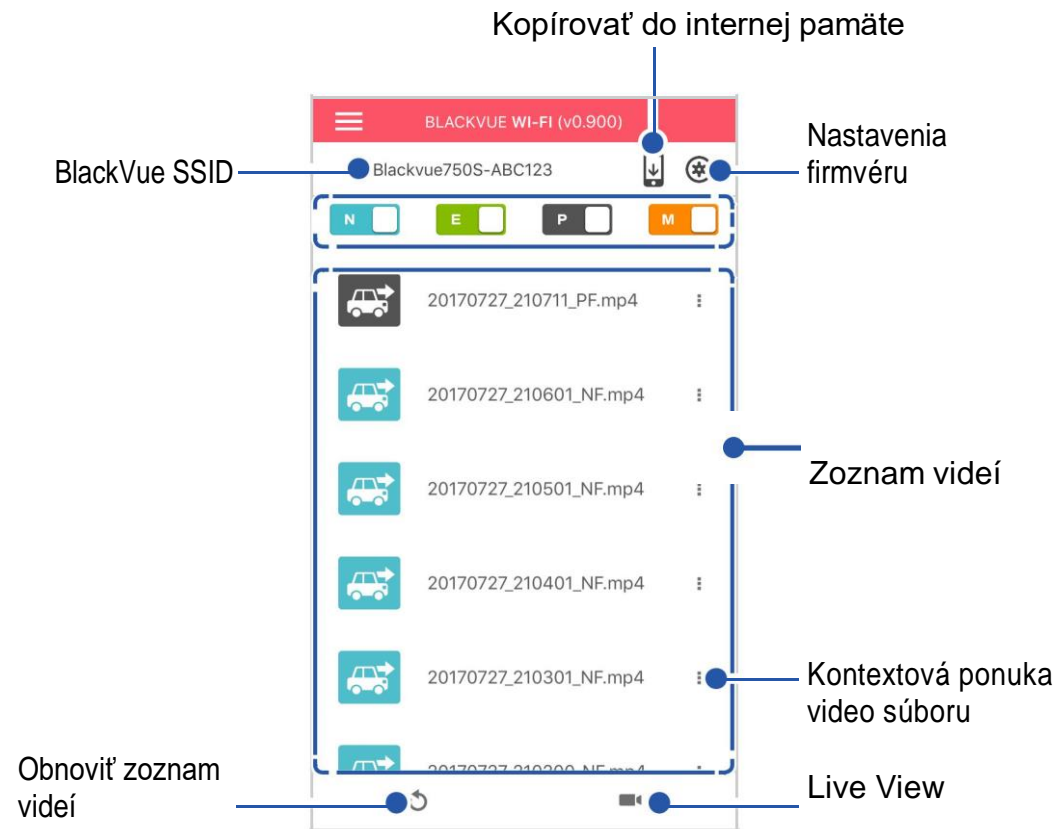 Kopírovať do internej pamäte
BLACKVUE WI-FI (v0.900)
Nastavenia
firmvéru
BlackVue SSID
Blackvue750S-ABC123
N E P M
20170727_210711_PF.mp4
20170727_210601_NF.mp4
Zoznam videí
20170727_210501_NF.mp4
20170727_210401_NF.mp4
20170727_210301_NF.mp4
Kontextová ponuka
video súboru
Obnoviť zoznam
videí
Live View